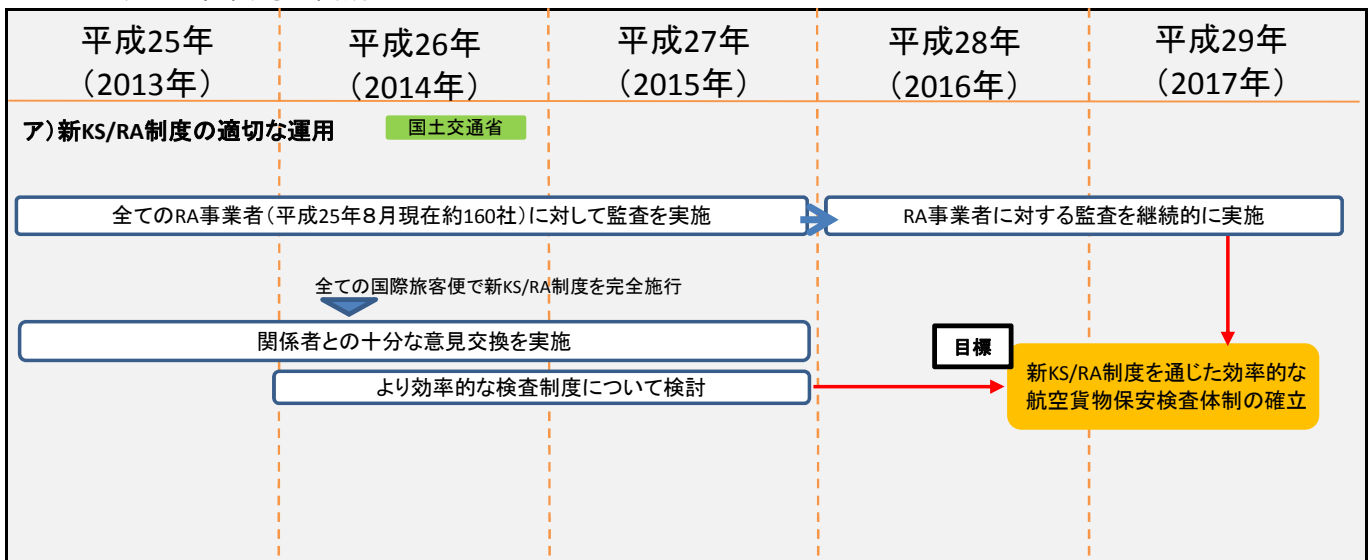 平成25年
（2013年）
平成26年
（2014年）
平成27年
（2015年）
平成28年
（2016年）
平成29年
（2017年）
ア）新KS/RA制度の適切な運用
国土交通省
全てのRA事業者（平成25年８月現在約160社）に対して監査を実施
RA事業者に対する監査を継続的に実施
全ての国際旅客便で新KS/RA制度を完全施行
関係者との十分な意見交換を実施
より効率的な検査制度について検討
目標
新KS/RA制度を通じた効率的な
航空貨物保安検査体制の確立